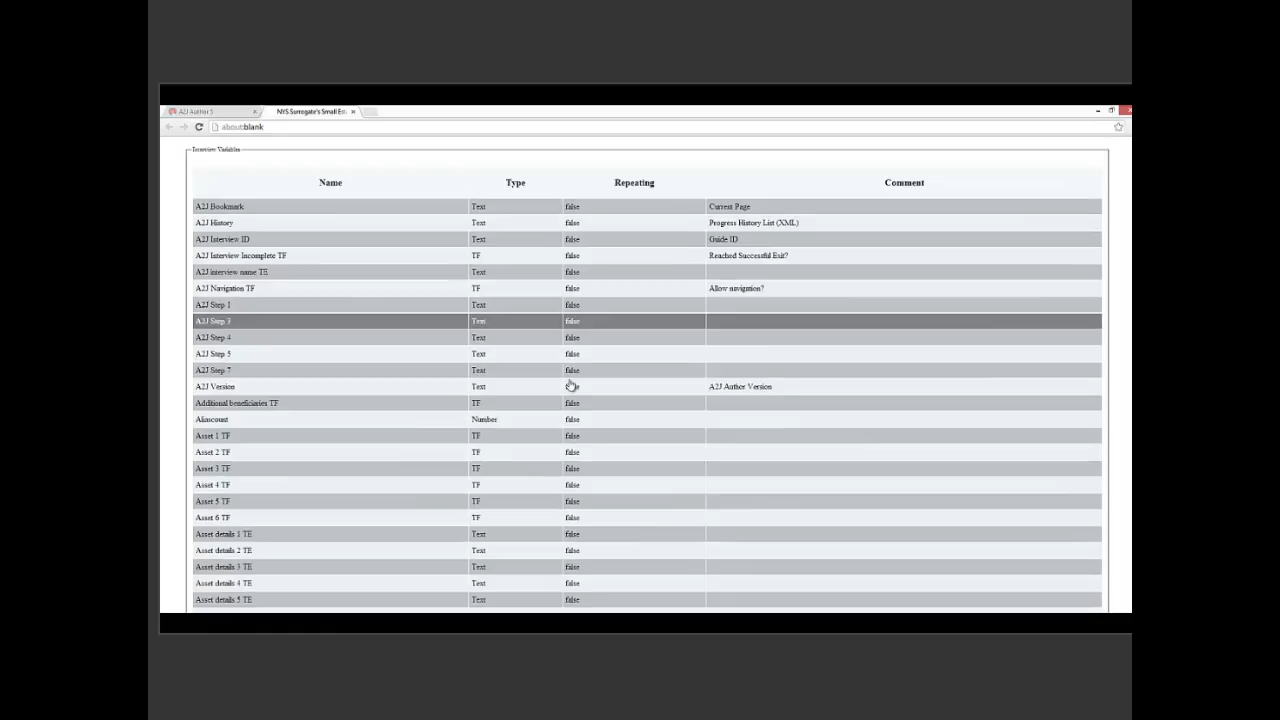 A2J Author 5
NYS Surrogate's Small Est
about:blank
Interview Variables
Name Type Repeating Comment
A2J Bookmark Text false Current Page
A2J History Text false Progress History List (XML)
A2J Interview ID Text false Guide ID
A2J Interview Incomplete TF TF false Reached Successful Exit?
A2J interview name TE Text false
A2J Navigation TF TF false Allow navigation?
A2J Step 1 Text false
A2J Step 3 Text false
A2J Step 4 Text false
A2J Step 5 Text false
A2J Step 7 Text false
A2J Version Text false A2J Author Version
Additional beneficiaries TF TF false
Aliascount Number false
Asset 1 TF TF false
Asset 2 TF TF false
Asset 3 TF TF false
Asset 4 TF TF false
Asset 5 TF TF false
Asset 6 TF TF false
Asset details 1 TE Text false
Asset details 2 TE Text false
Asset details 3 TE Text false
Asset details 4 TE Text false
Asset details 5 TE Text false